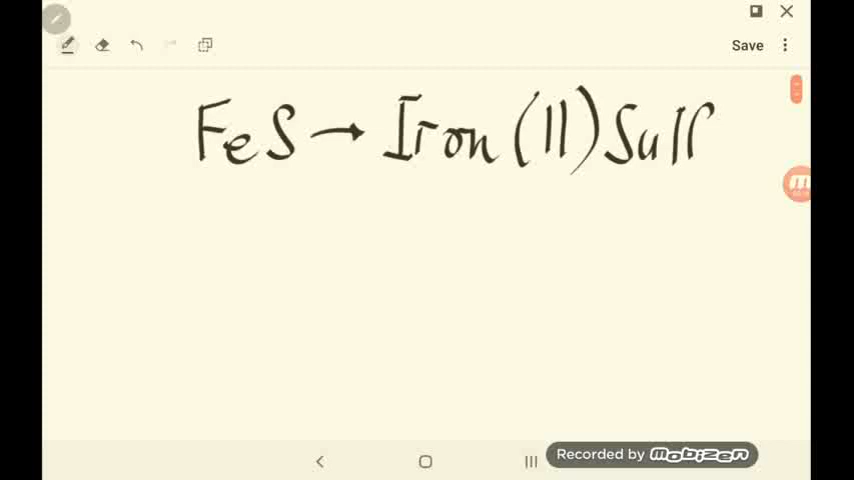 Save
FeS → Iron (II) Sulf
Recorded by mobizen